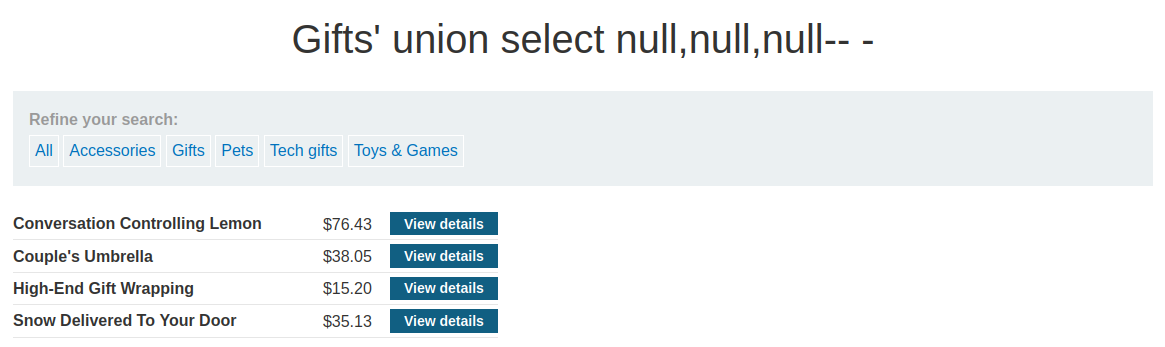 Gifts' union select null,null,null-- -
Refine your search:
All Accessories Gifts Pets Tech gifts Toys & Games
Conversation Controlling Lemon $76.43 View details
Couple's Umbrella $38.05 View details
High-End Gift Wrapping $15.20 View details
Snow Delivered To Your Door $35.13 View details